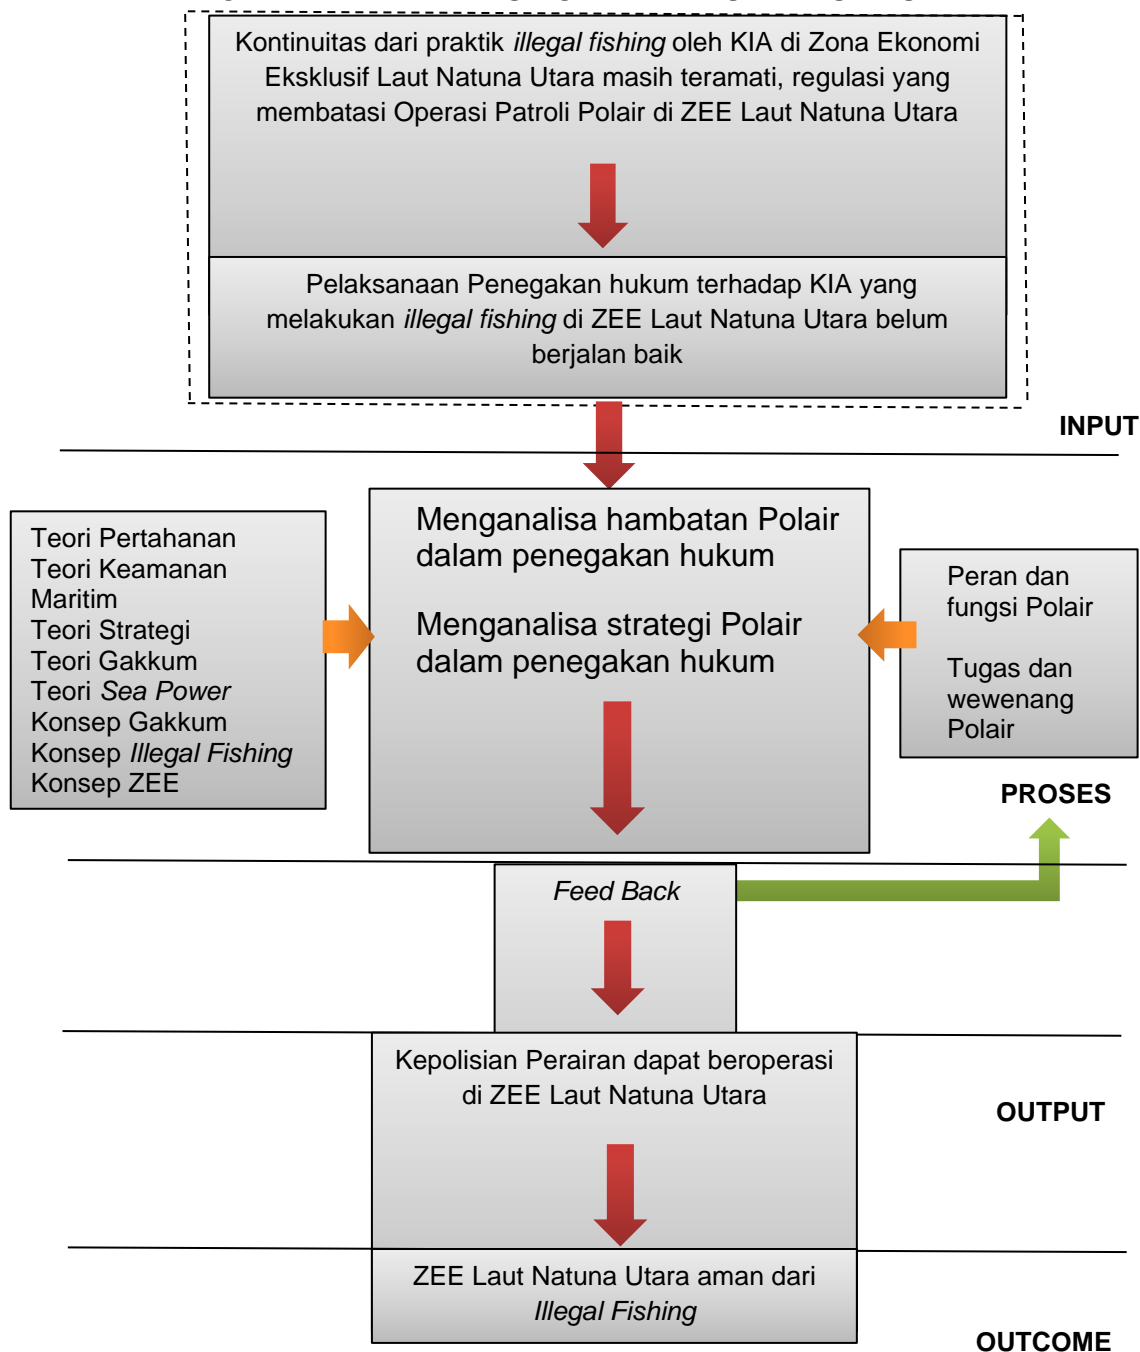 Kontinuitas dari praktik illegal fishing oleh KIA di Zona Ekonomi
Eksklusif Laut Natuna Utara masih teramati, regulasi yang
membatasi Operasi Patroli Polair di ZEE Laut Natuna Utara
Pelaksanaan Penegakan hukum terhadap KIA yang
melakukan illegal fishing di ZEE Laut Natuna Utara belum
berjalan baik
INPUT
Teori Pertahanan
Teori Keamanan
Maritim
Teori Strategi
Teori Gakkum
Teori Sea Power
Konsep Gakkum
Konsep Illegal Fishing
Konsep ZEE
Menganalisa hambatan Polair
dalam penegakan hukum
Menganalisa strategi Polair
dalam penegakan hukum
Peran dan
fungsi Polair
Tugas dan
wewenang
Polair
PROSES
Feed Back
Kepolisian Perairan dapat beroperasi
di ZEE Laut Natuna Utara
OUTPUT
ZEE Laut Natuna Utara aman dari
Illegal Fishing
OUTCOME